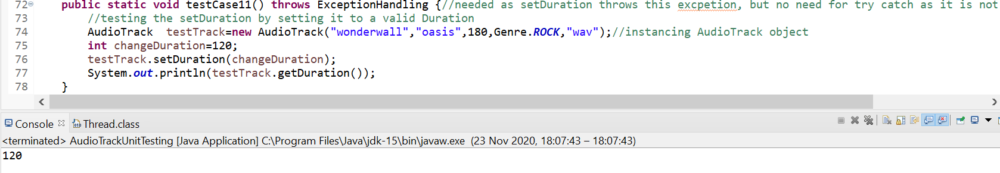 72 public static void testCase11() throws ExceptionHandling {//needed as setDuration throws this excpetion, but no need for try catch as it is not
73 //testing the setDuration by setting it to a valid Duration
74 AudioTrack  testTrack=new AudioTrack("wonderwall","oasis",180,Genre.ROCK,"wav");//instancing AudioTrack object
75 int changeDuration=120;
76 testTrack.setDuration(changeDuration);
77 System.out.println(testTrack.getDuration());
78 }
Console Thread.class
<terminated> AudioTrackUnitTesting [Java Application] C:\Program Files\Java\jdk-15\bin\javaw.exe (23 Nov 2020, 18:07:43 – 18:07:43)
120